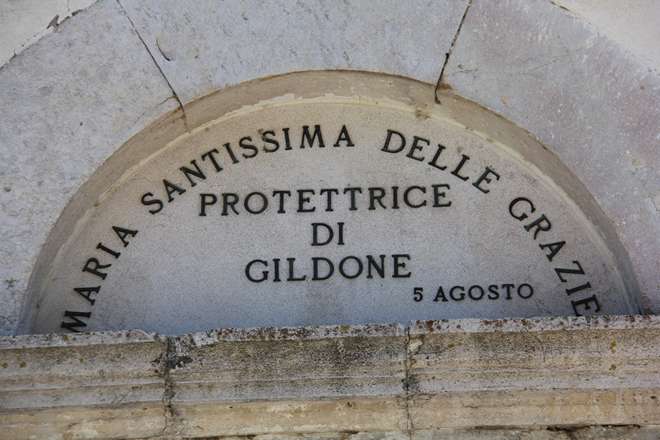 MARIA SANTISSIMA DELLE GRAZIE
PROTETTRICE
DI
GILDONE
5 AGOSTO